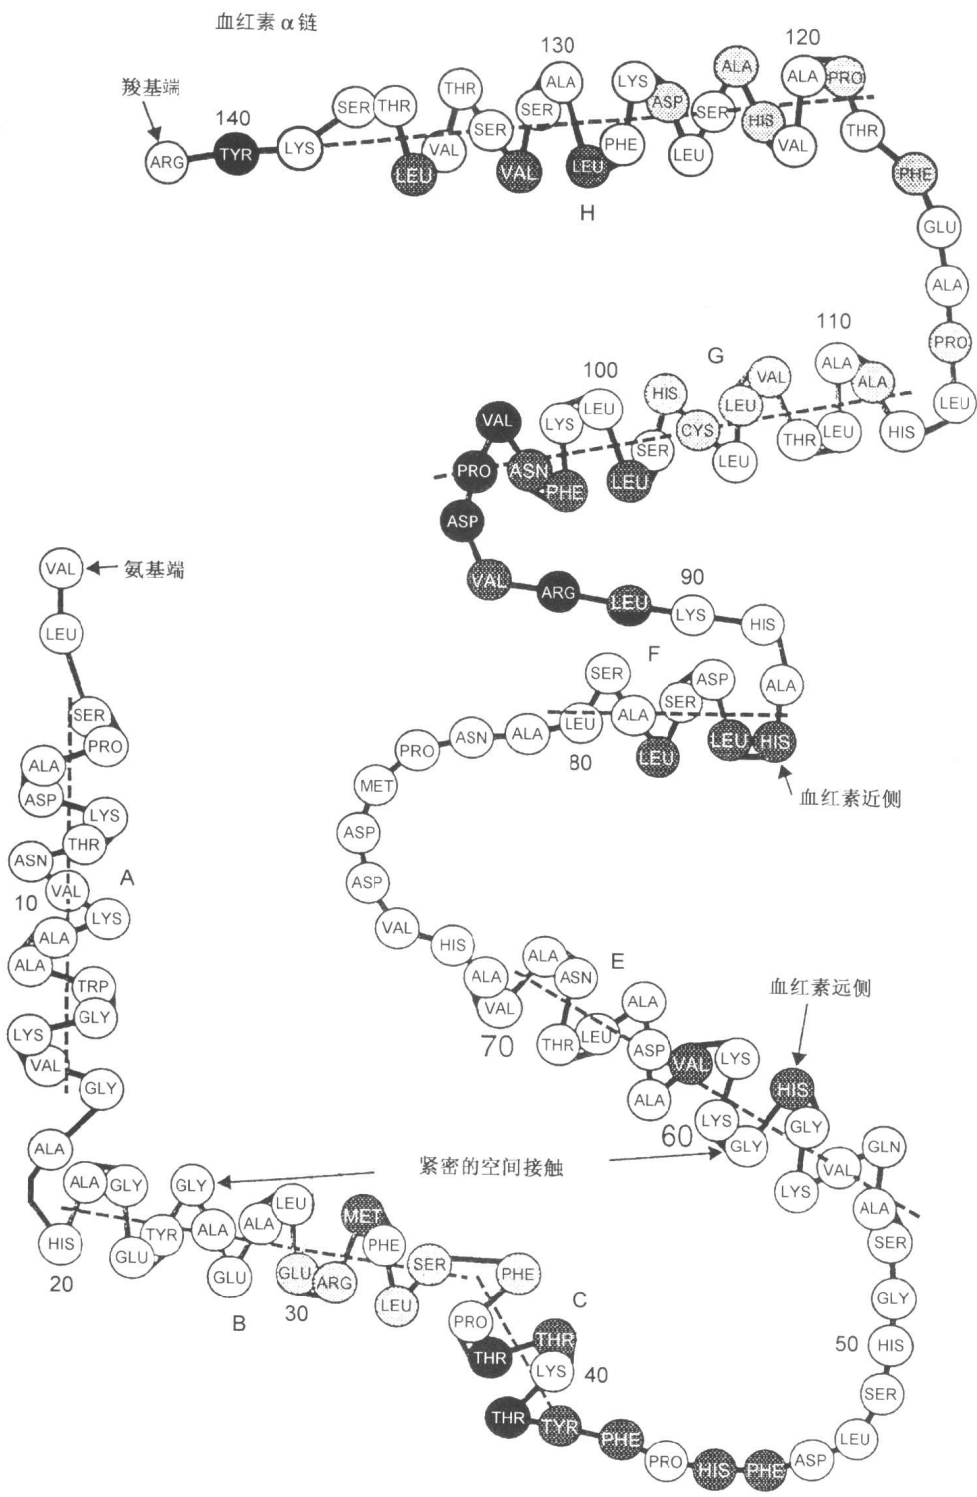 血红素 α 链
羧基端
ARG
140
TYR
LYS
SER
THR
LEU
VAL
THR
SER
VAL
SER
130
ALA
LEU
H
PHE
LYS
ASP
LEU
SER
ALA
HIS
VAL
120
ALA
PRO
THR
PHE
GLU
ALA
PRO
LEU
HIS
ALA
110
ALA
LEU
THR
VAL
G
LEU
LEU
CYS
HIS
SER
LEU
100
LEU
LYS
PHE
ASN
VAL
PRO
ASP
VAL
ARG
LEU
90
LYS
HIS
ALA
HIS
血红素近侧
LEU
ASP
SER
F
LEU
ALA
SER
LEU
80
ALA
ASN
PRO
MET
ASP
ASP
VAL
HIS
ALA
VAL
70
ALA
ASN
E
THR
LEU
ALA
ASP
ALA
VAL
LYS
LYS
60
GLY
HIS
血红素远侧
GLY
LYS
VAL
GLN
ALA
SER
GLY
HIS
50
SER
LEU
ASP
PHE
HIS
PRO
PHE
TYR
THR
LYS
40
THR
C
THR
PRO
PHE
SER
LEU
PHE
MET
ARG
GLU
30
LEU
ALA
GLU
B
ALA
GLY
紧密的空间接触
TYR
GLU
GLY
ALA
HIS
20
ALA
GLY
VAL
LYS
GLY
TRP
ALA
ALA
LYS
A
VAL
10
ASN
THR
LYS
ASP
ALA
PRO
SER
LEU
VAL
氨基端